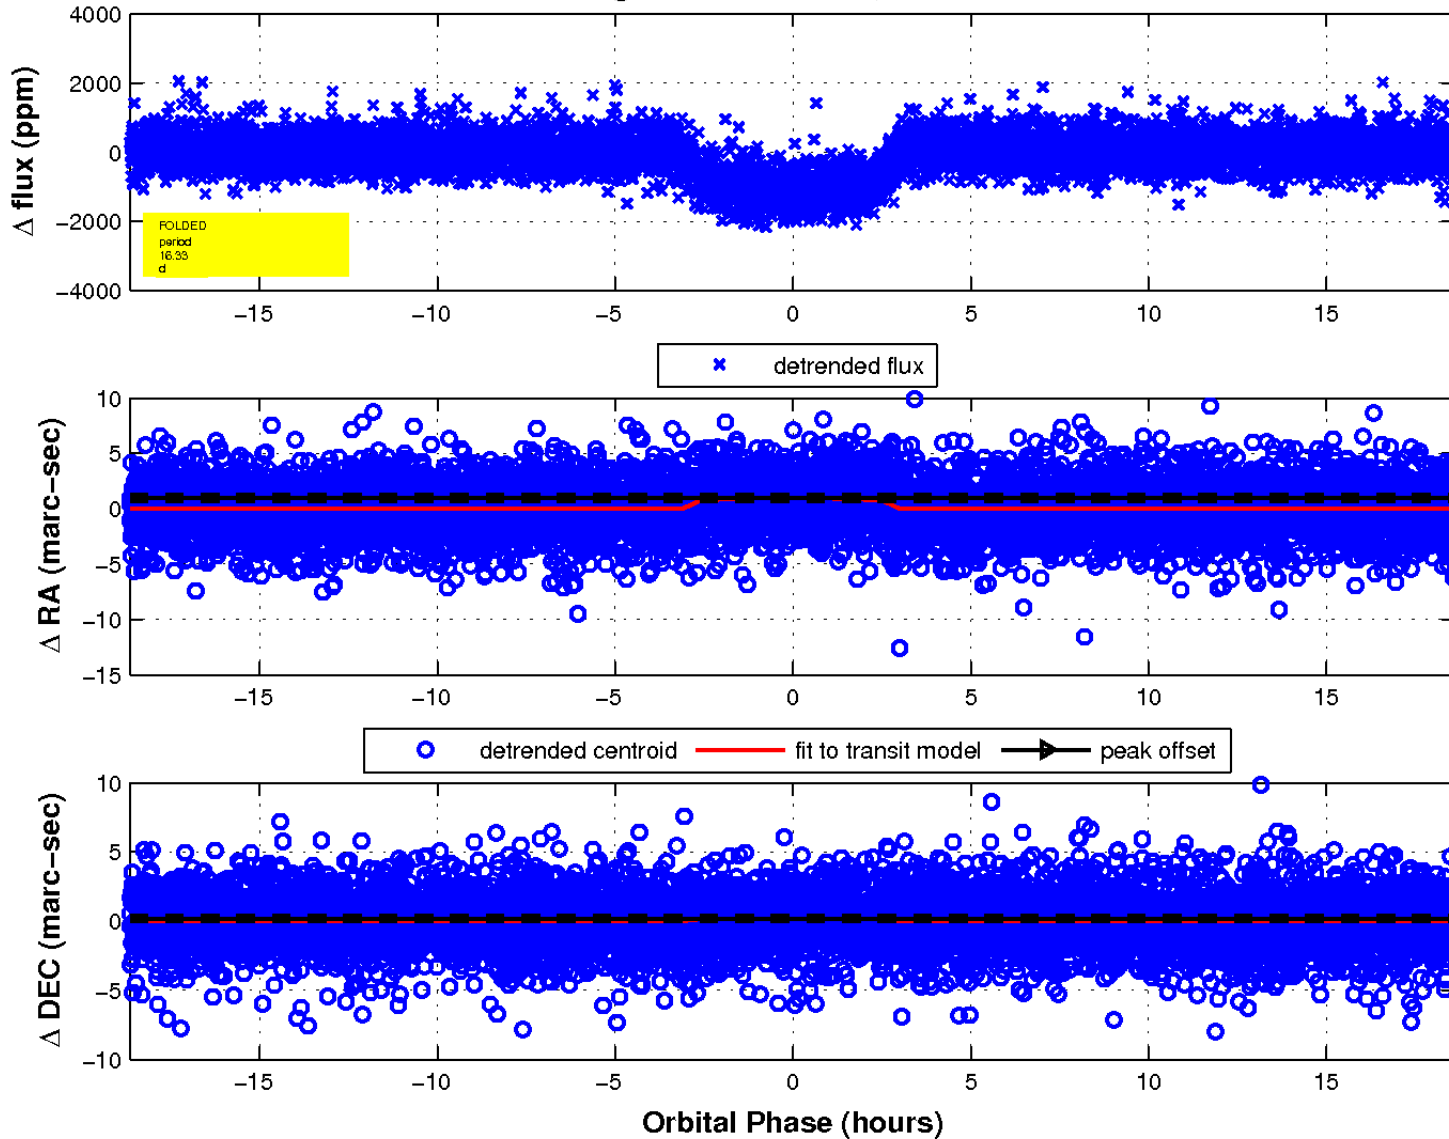 4000
2000
0
−2000
−4000
Δ flux (ppm)
FOLDED
period
16.33
d
−15 −10 −5 0 5 10 15
detrended flux
10
5
0
−5
−10
−15
Δ RA (marc−sec)
−15 −10 −5 0 5 10 15
detrended centroid fit to transit model peak offset
10
5
0
−5
−10
Δ DEC (marc−sec)
−15 −10 −5 0 5 10 15
Orbital Phase (hours)